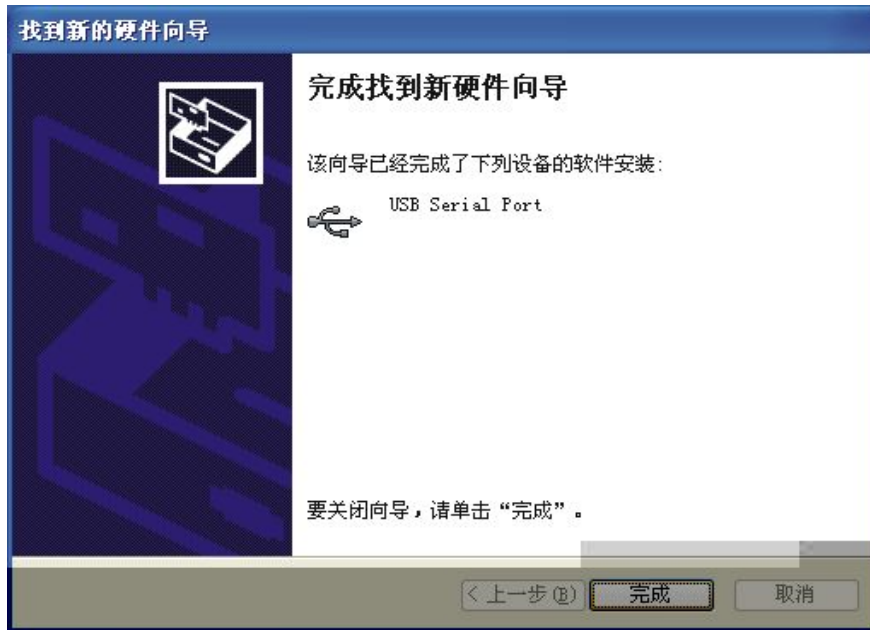 找到新的硬件向导
完成找到新硬件向导
该向导已经完成了下列设备的软件安装:
USB Serial Port
要关闭向导，请单击“完成”。
< 上一步(B) 完成 取消